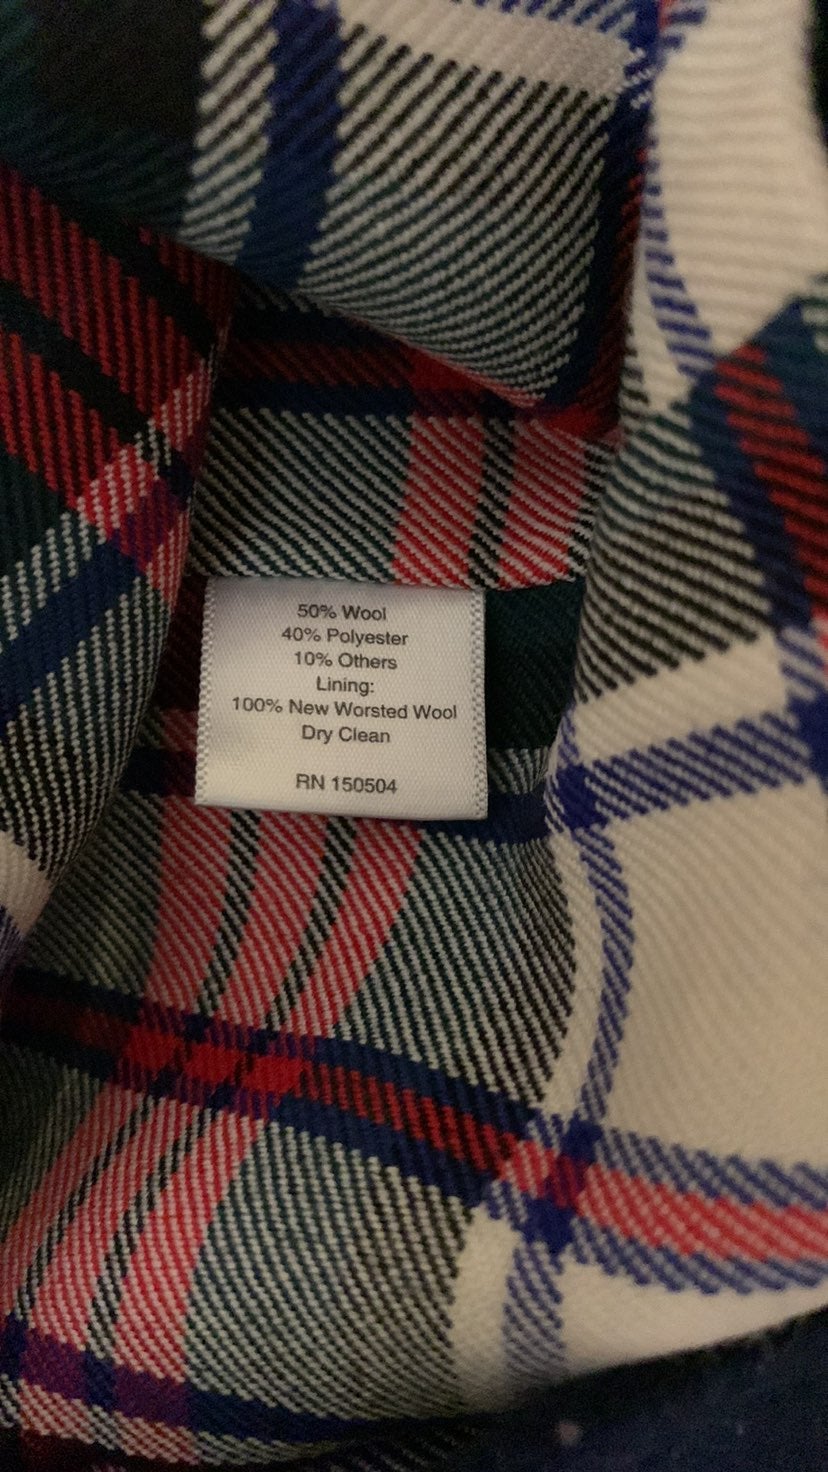 50% Wool
40% Polyester
10% Others
Lining:
100% New Worsted Wool
Dry Clean
RN 150504